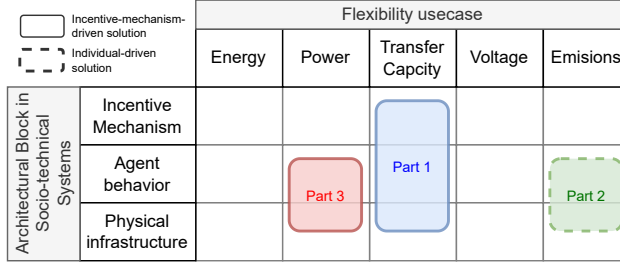 Incentive-mechanism-
driven solution
Individual-driven
solution
Flexibility usecase
Energy
Power
Transfer
Capcity
Voltage
Emisions
Architectural Block in
Socio-technical
Systems
Incentive
Mechanism
Agent
behavior
Physical
infrastructure
Part 3
Part 1
Part 2